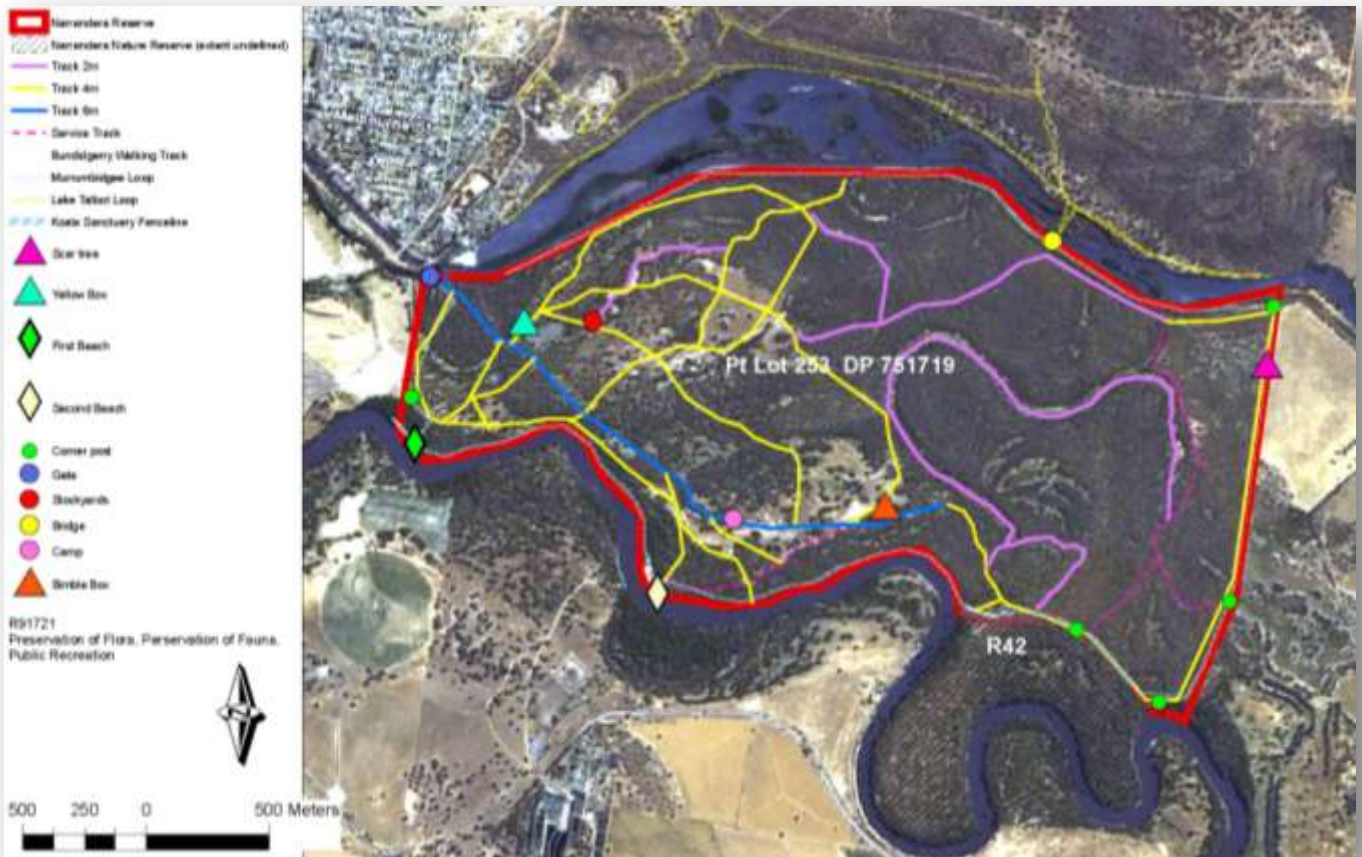 Narrandera Reserve
Narrandera Nature Reserve (extent undefined)
Track 2m
Track 4m
Track 6m
Service Track
Bundidgerry Walking Track
Murrumbidgee Loop
Lake Talbot Loop
Koala Sanctuary Fenceline
Scar tree
Yellow Box
First Beach
Second Beach
Corner post
Gate
Stockyards
Bridge
Camp
Bimble Box
R91721
Preservation of Flora, Perservation of Fauna,
Public Recreation
500 250 0 500 Meters
Pt Lot 253 DP 751719
R42